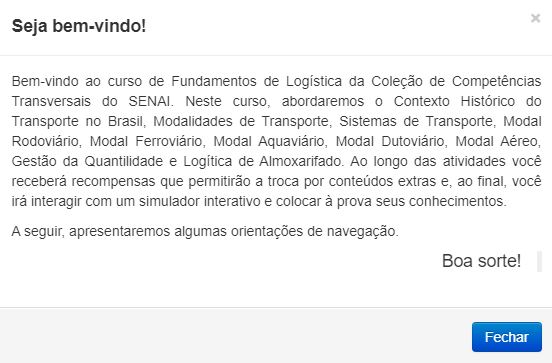 Seja bem-vindo!
×
Bem-vindo ao curso de Fundamentos de Logística da Coleção de Competências
Transversais do SENAI. Neste curso, abordaremos o Contexto Histórico do
Transporte no Brasil, Modalidades de Transporte, Sistemas de Transporte, Modal
Rodoviário, Modal Ferroviário, Modal Aquaviário, Modal Dutoviário, Modal Aéreo,
Gestão da Quantilidade e Logítica de Almoxarifado. Ao longo das atividades você
receberá recompensas que permitirão a troca por conteúdos extras e, ao final, você
irá interagir com um simulador interativo e colocar à prova seus conhecimentos.
A seguir, apresentaremos algumas orientações de navegação.
Boa sorte!
Fechar